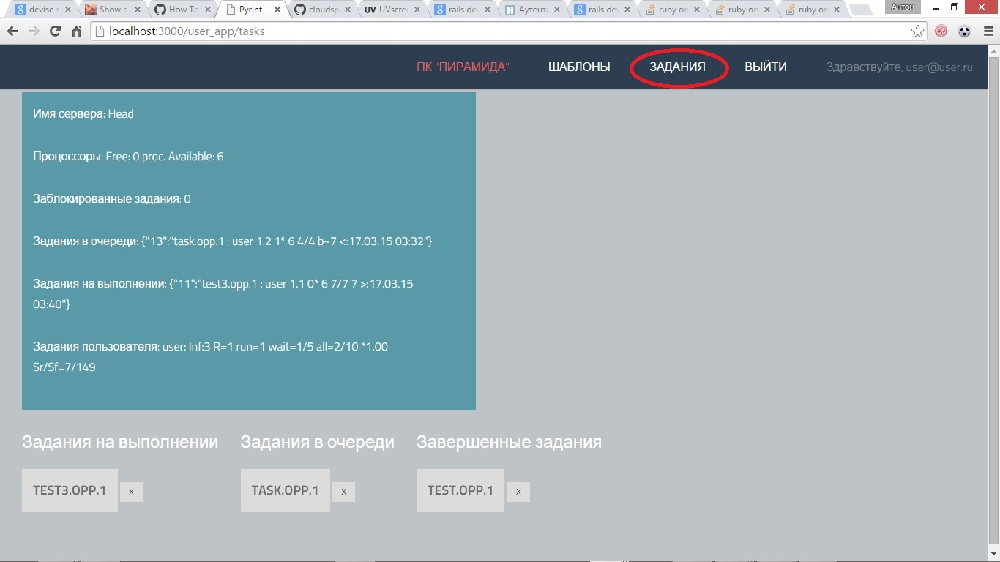 devise r
Show a
How To
PyrInt
cloudsp
UVscree
rails dev
Аутент
rails dev
ruby on
ruby on
ruby on
Антон
localhost:3000/user_app/tasks
ПК "ПИРАМИДА" ШАБЛОНЫ ЗАДАНИЯ ВЫЙТИ Здравствуйте, user@user.ru
Имя сервера: Head
Процессоры: Free: 0 proc. Available: 6
Заблокированные задания: 0
Задания в очереди: {"13":"task.opp.1 : user 1.2 1* 6 4/4 b~7 <:17.03.15 03:32"}
Задания на выполнении: {"11":"test3.opp.1 : user 1.1 0* 6 7/7 7 >:17.03.15
03:40"}
Задания пользователя: user: Inf:3 R=1 run=1 wait=1/5 all=2/10 *1.00
Sr/Sf=7/149
Задания на выполнении Задания в очереди Завершенные задания
TEST3.OPP.1 x TASK.OPP.1 x TEST.OPP.1 x